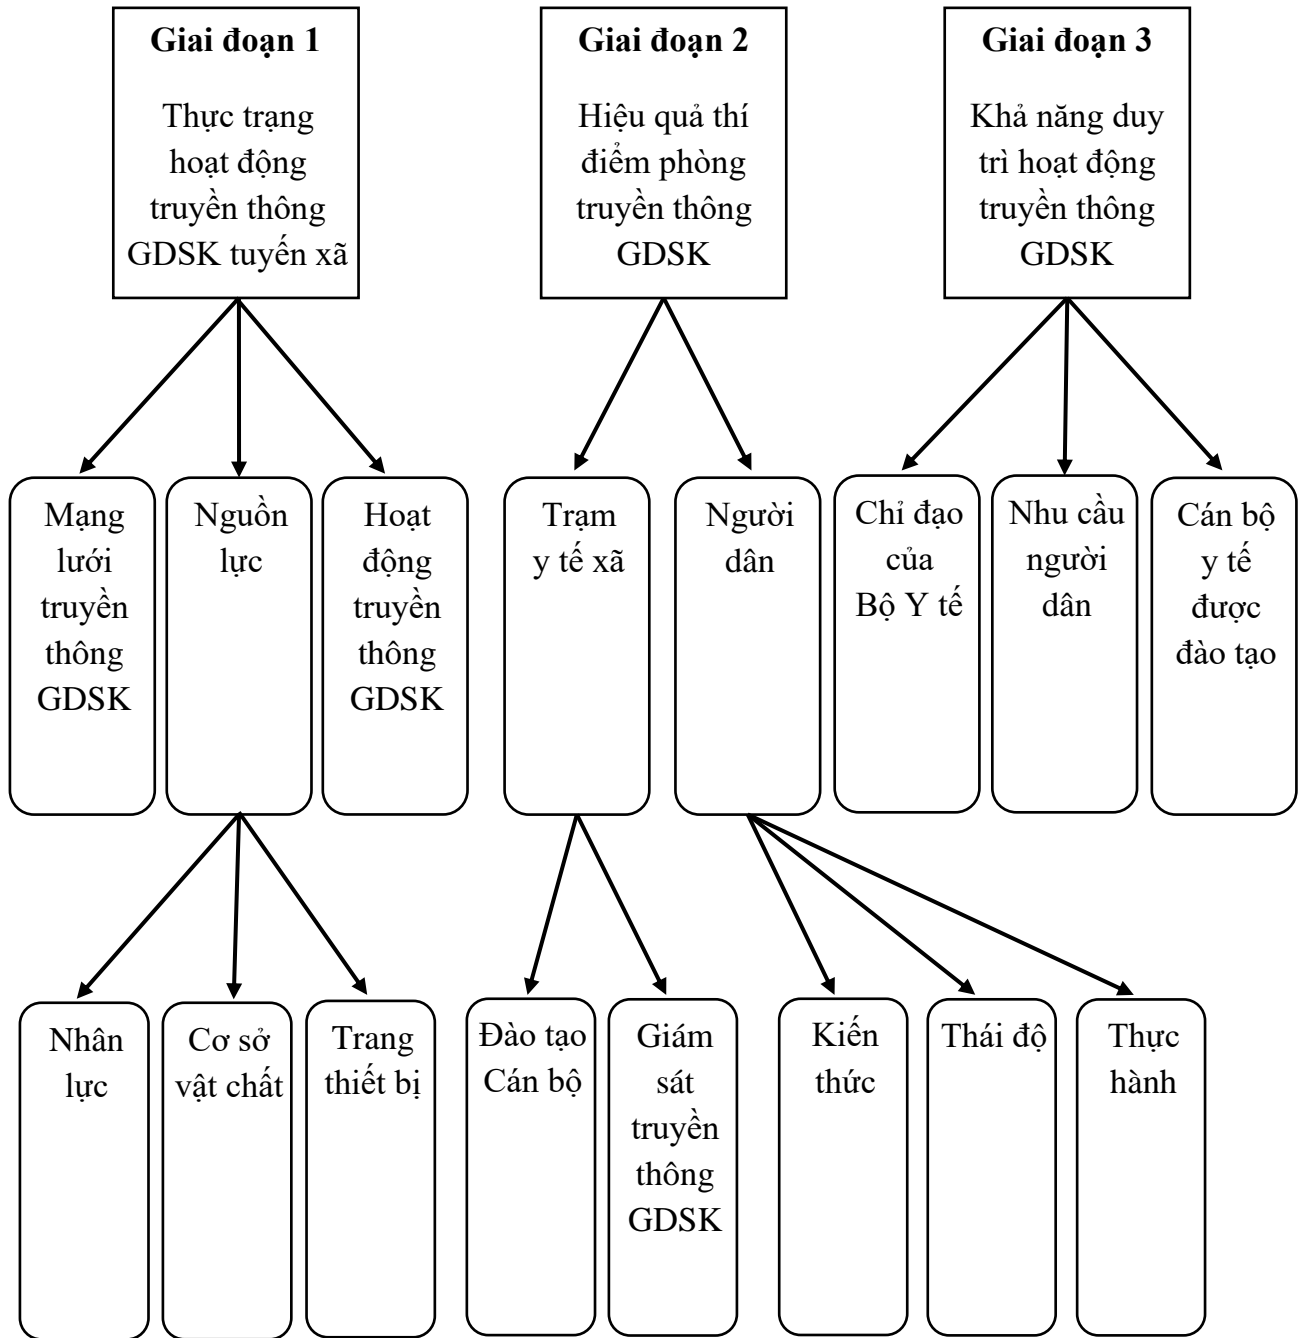 Giai đoạn 1
Thực trạng
hoạt động
truyền thông
GDSK tuyến xã
Giai đoạn 2
Hiệu quả thí
điểm phòng
truyền thông
GDSK
Giai đoạn 3
Khả năng duy
trì hoạt động
truyền thông
GDSK
Mạng
lưới
truyền
thông
GDSK
Nguồn
lực
Hoạt
động
truyền
thông
GDSK
Trạm
y tế xã
Người
dân
Chỉ đạo
của
Bộ Y tế
Nhu cầu
người
dân
Cán bộ
y tế
được
đào tạo
Nhân
lực
Cơ sở
vật chất
Trang
thiết bị
Đào tạo
Cán bộ
Giám
sát
truyền
thông
GDSK
Kiến
thức
Thái độ
Thực
hành